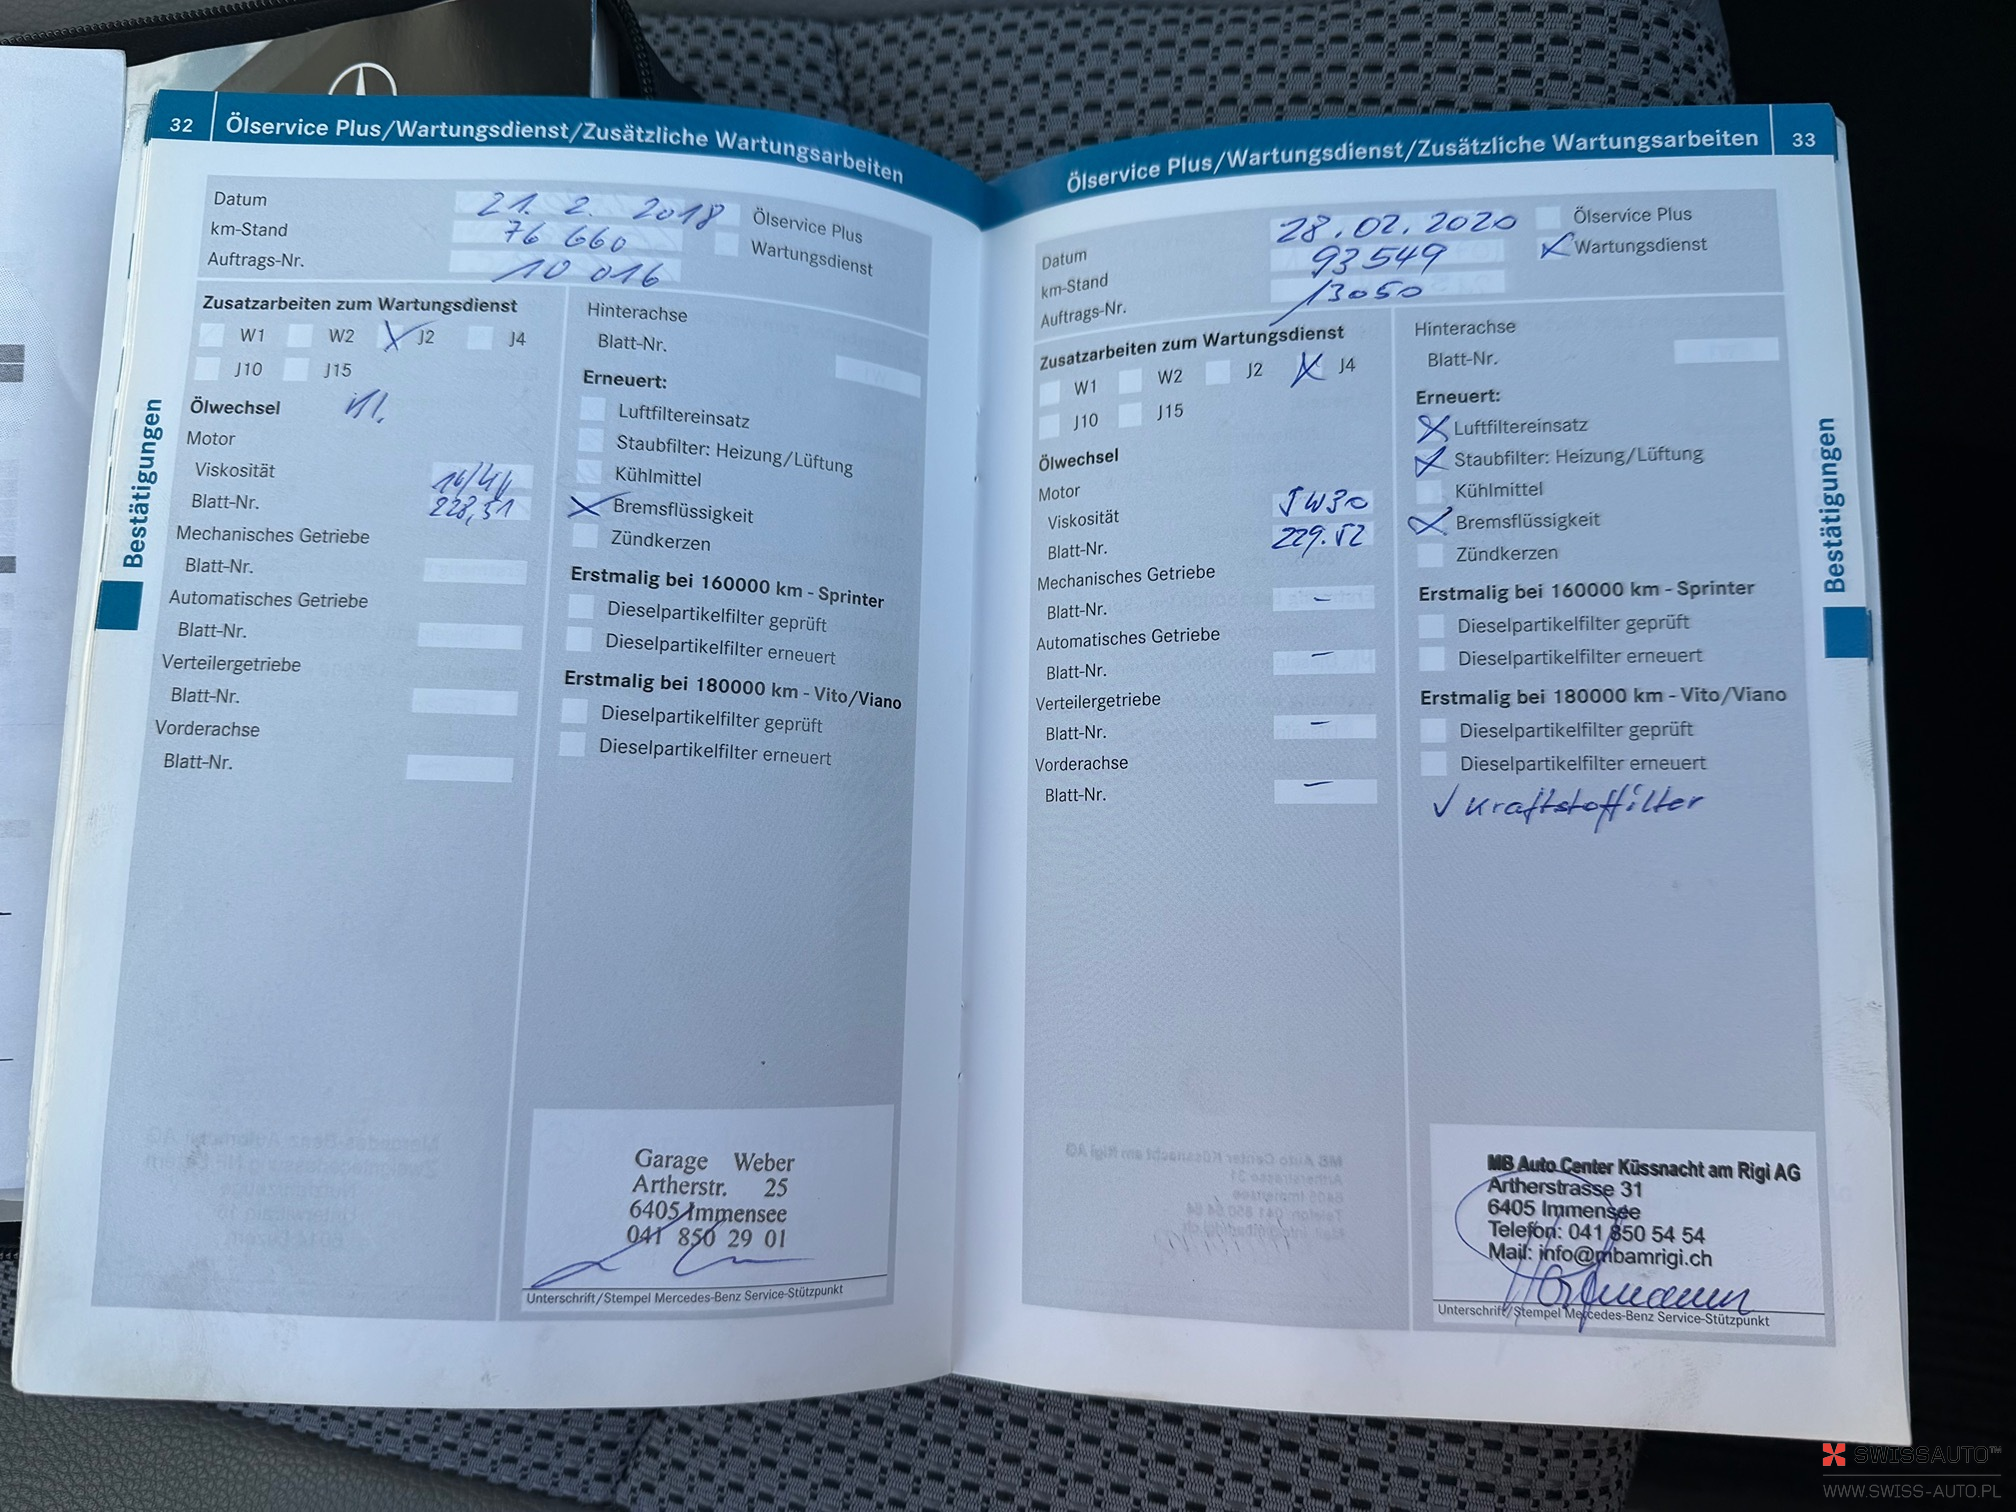 32 Ölservice Plus/Wartungsdienst/Zusätzliche Wartungsarbeiten
Datum 21. 2. 2018 Ölservice Plus
km-Stand 76 660 Wartungsdienst
Auftrags-Nr. 10 016
Zusatzarbeiten zum Wartungsdienst
W1 W2 J2 J4
J10 J15
Ölwechsel
Motor
Viskosität
Blatt-Nr. 228,51
Mechanisches Getriebe
Blatt-Nr.
Automatisches Getriebe
Blatt-Nr.
Verteilergetriebe
Blatt-Nr.
Vorderachse
Blatt-Nr.
Hinterachse
Blatt-Nr.
Erneuert:
Luftfiltereinsatz
Staubfilter: Heizung/Lüftung
Kühlmittel
Bremsflüssigkeit
Zündkerzen
Erstmalig bei 160000 km - Sprinter
Dieselpartikelfilter geprüft
Dieselpartikelfilter erneuert
Erstmalig bei 180000 km - Vito/Viano
Dieselpartikelfilter geprüft
Dieselpartikelfilter erneuert
Garage Weber
Artherstr. 25
6405 Immensee
041 850 29 01
Unterschrift/Stempel Mercedes-Benz Service-Stützpunkt
Bestätigungen
Ölservice Plus/Wartungsdienst/Zusätzliche Wartungsarbeiten 33
Datum 28.02.2020 Ölservice Plus
km-Stand 93549 Wartungsdienst
Auftrags-Nr. 13050
Zusatzarbeiten zum Wartungsdienst
W1 W2 J2 J4
J10 J15
Ölwechsel
Motor
Viskosität 5W30
Blatt-Nr. 229.52
Mechanisches Getriebe
Blatt-Nr. –
Automatisches Getriebe
Blatt-Nr. –
Verteilergetriebe
Blatt-Nr. –
Vorderachse
Blatt-Nr. –
Hinterachse
Blatt-Nr.
Erneuert:
Luftfiltereinsatz
Staubfilter: Heizung/Lüftung
Kühlmittel
Bremsflüssigkeit
Zündkerzen
Erstmalig bei 160000 km - Sprinter
Dieselpartikelfilter geprüft
Dieselpartikelfilter erneuert
Erstmalig bei 180000 km - Vito/Viano
Dieselpartikelfilter geprüft
Dieselpartikelfilter erneuert
✓ Kraftstoffilter
MB Auto Center Küssnacht am Rigi AG
Artherstrasse 31
6405 Immensee
Telefon: 041 850 54 54
Mail: info@mbamrigi.ch
Unterschrift/Stempel Mercedes-Benz Service-Stützpunkt
Bestätigungen
SWISSAUTO™
WWW.SWISS-AUTO.PL